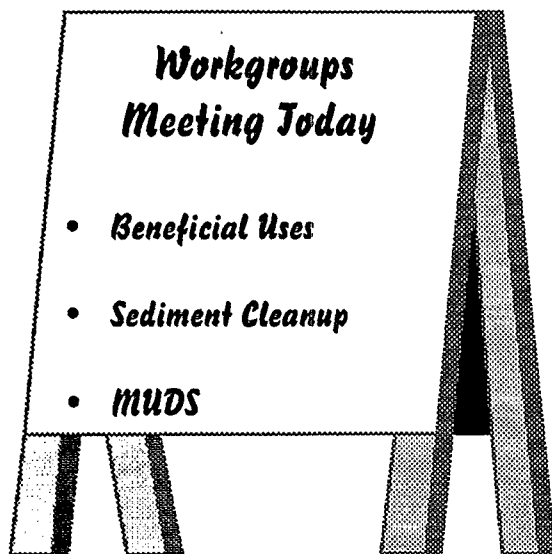 Workgroups
Meeting Today
• Beneficial Uses
• Sediment Cleanup
• MUDS